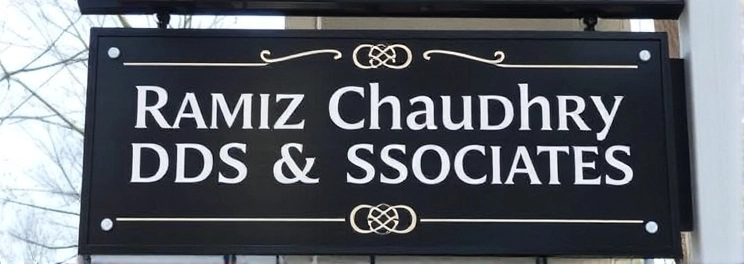 RAMIZ ChauDhRY
DDS & SSOCIATES